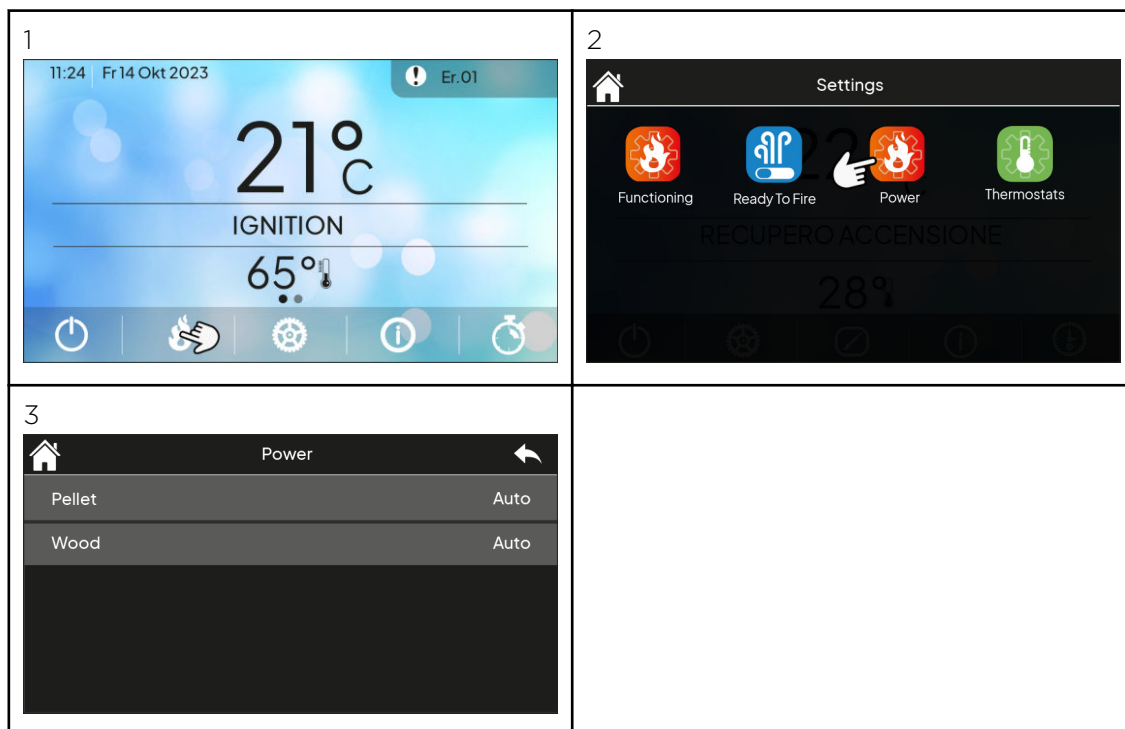 1
11:24 Fr 14 Okt 2023
Er.01
21°C
IGNITION
65°
2
Settings
22
Functioning
Ready To Fire
Power
Thermostats
RECUPERO ACCENSIONE
28°
3
Power
Pellet Auto
Wood Auto